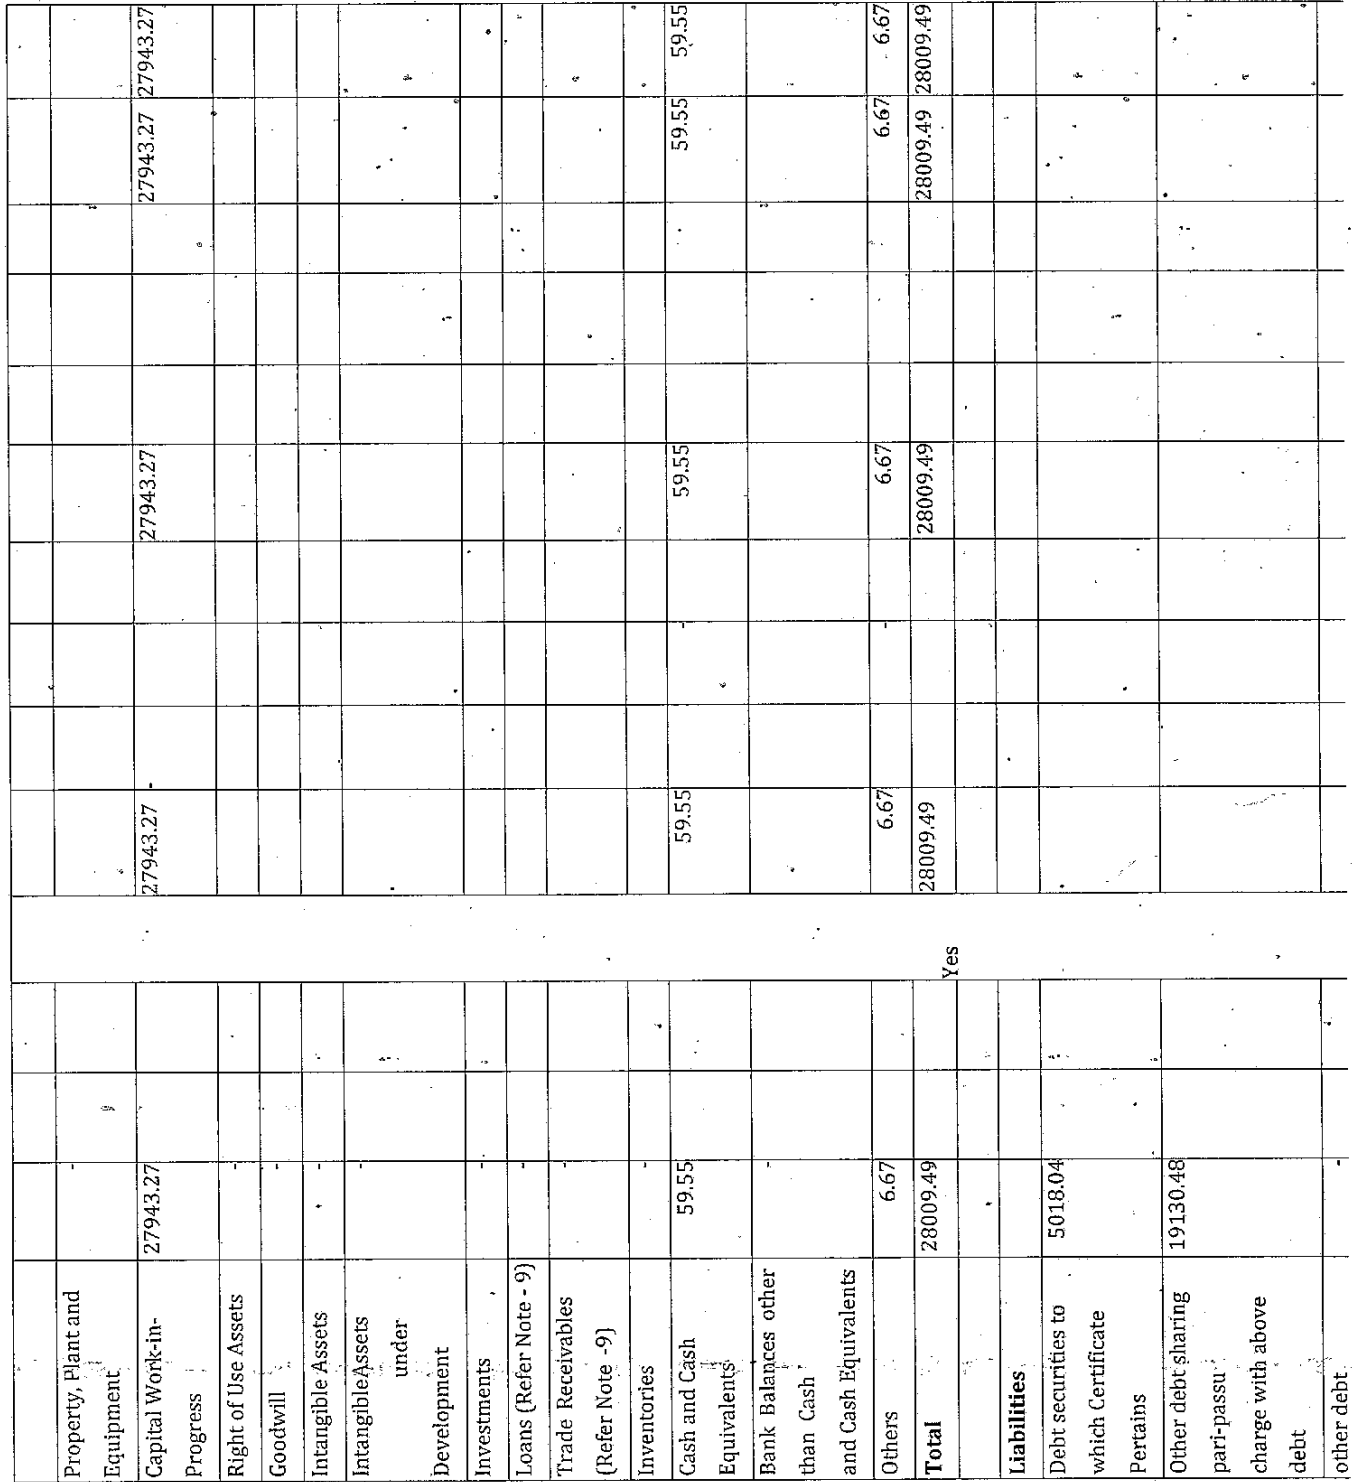 Property, Plant and -
Equipment
Capital Work-in- 27943.27 27943.27 - 27943.27 27943.27 27943.27
Progress
Right of Use Assets -
Goodwill -
Intangible Assets -
IntangibleAssets -
under
Development
Investments -
Loans (Refer Note - 9) -
Trade Receivables -
(Refer Note -9)
Inventories -
Cash and Cash 59.55 59.55 - 59.55 59.55 59.55
Equivalents
Bank Balances other -
than Cash
and Cash Equivalents
Others 6.67 6.67 - 6.67 6.67 6.67
Total 28009.49 28009.49 28009.49 28009.49 28009.49
Yes
Liabilities
Debt securities to 5018.04
which Certificate
Pertains
Other debt sharing 19130.48
pari-passu
charge with above
debt
other debt -